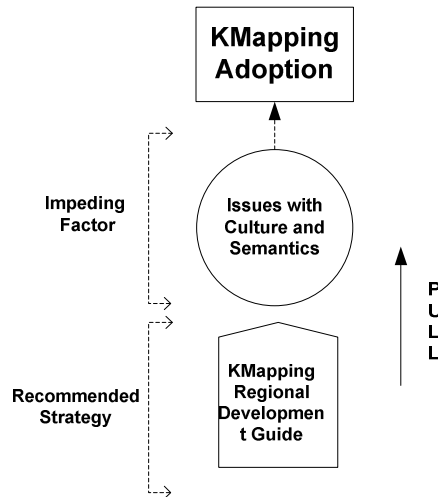 KMapping
Adoption
Impeding
Factor
Issues with
Culture and
Semantics
P
U
L
L
Recommended
Strategy
KMapping
Regional
Developmen
t Guide